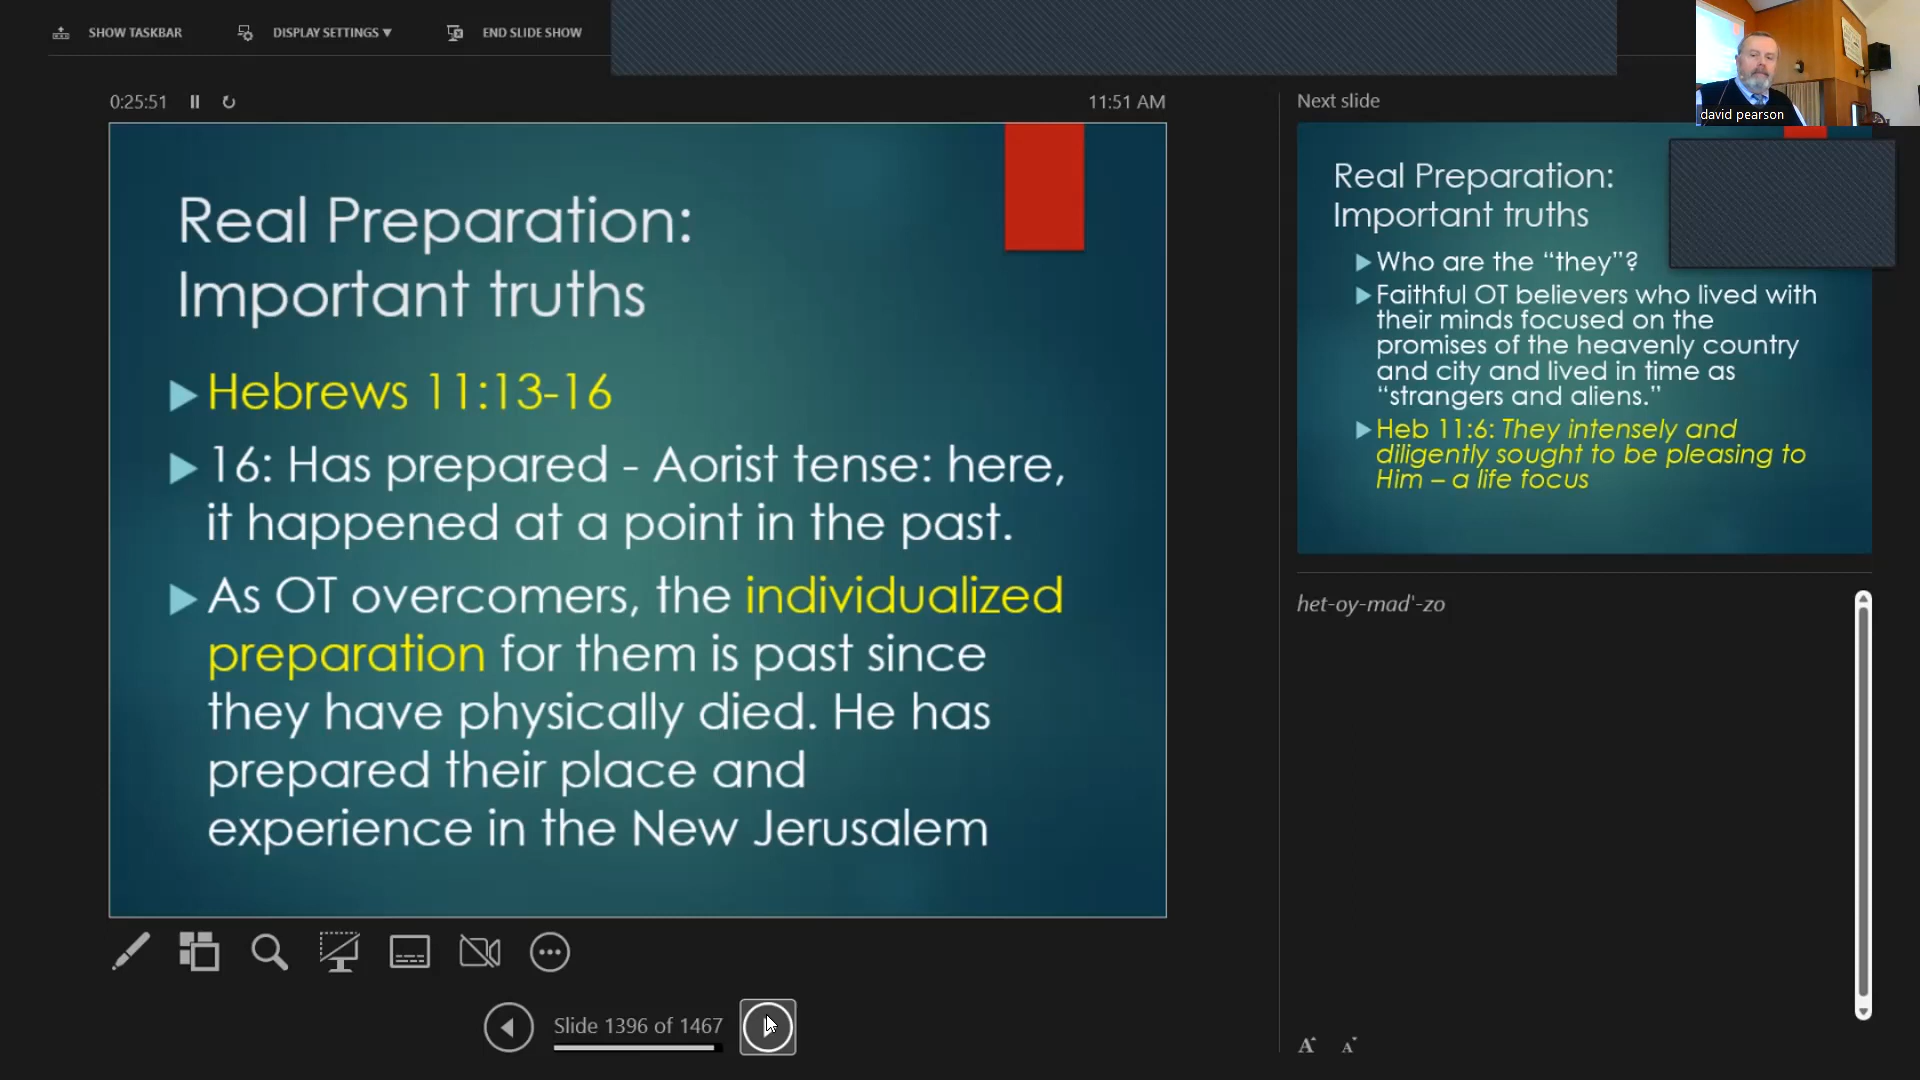 SHOW TASKBAR
DISPLAY SETTINGS ▼
END SLIDE SHOW
0:25:51
11:51 AM
Real Preparation:
Important truths
Hebrews 11:13-16
16: Has prepared - Aorist tense: here,
it happened at a point in the past.
As OT overcomers, the individualized
preparation for them is past since
they have physically died. He has
prepared their place and
experience in the New Jerusalem
Slide 1396 of 1467
Next slide
david pearson
Real Preparation:
Important truths
Who are the “they”?
Faithful OT believers who lived with
their minds focused on the
promises of the heavenly country
and city and lived in time as
“strangers and aliens.”
Heb 11:6: They intensely and
diligently sought to be pleasing to
Him – a life focus
het-oy-mad'-zo
A A